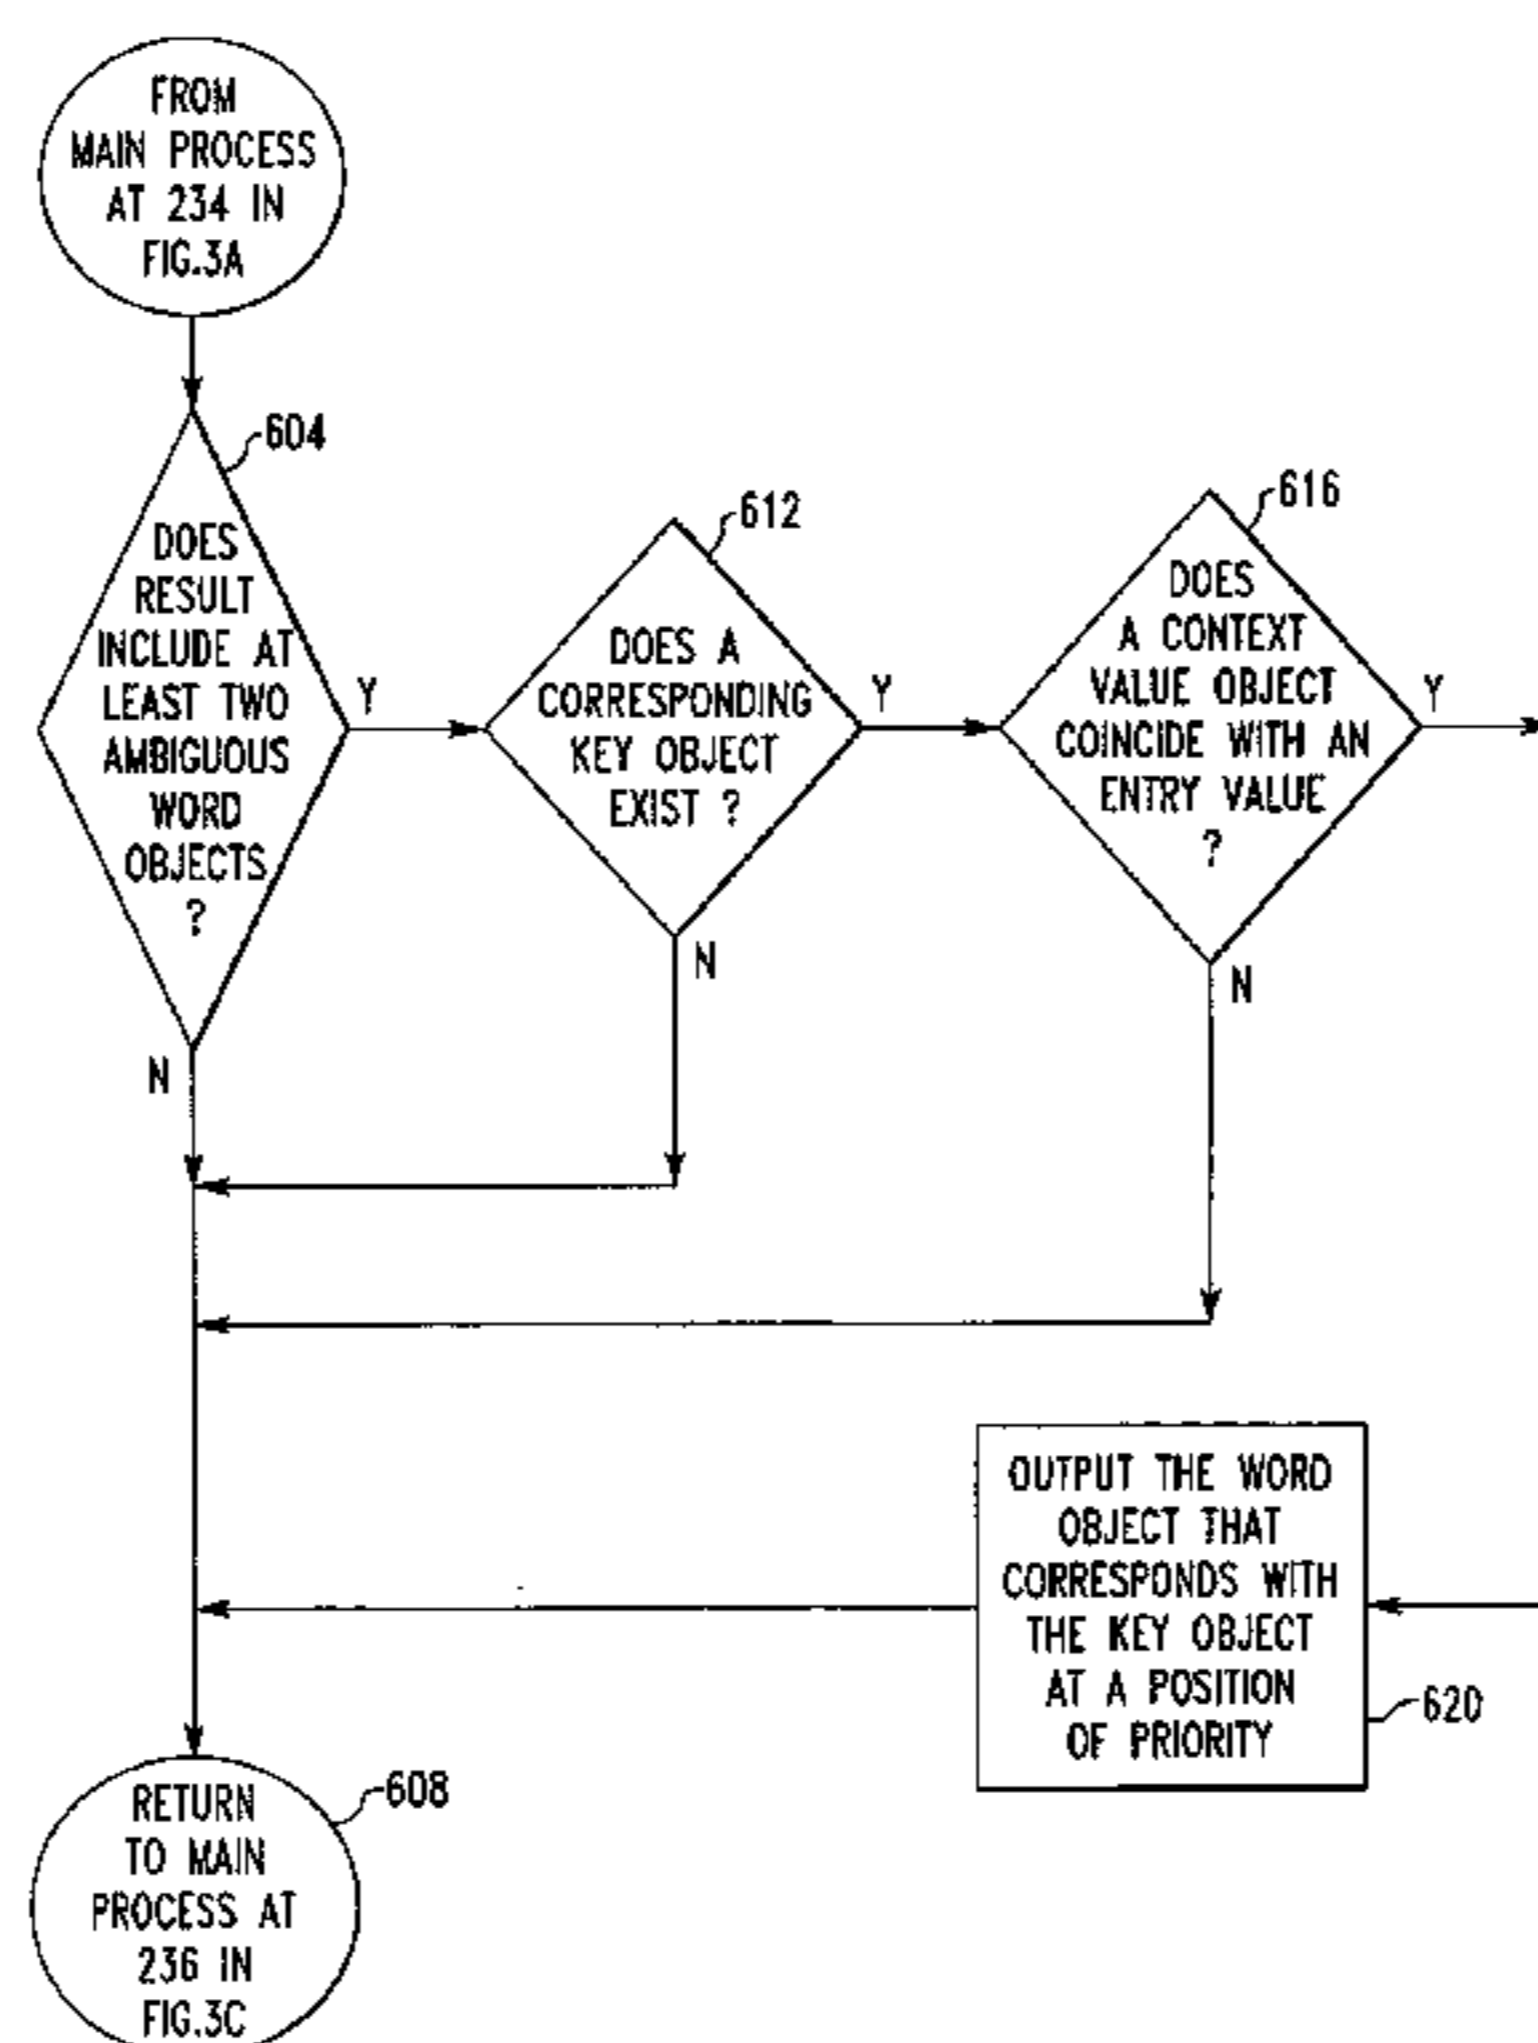 FROM
MAIN PROCESS
AT 234 IN
FIG.3A
604
DOES
RESULT
INCLUDE AT
LEAST TWO
AMBIGUOUS
WORD
OBJECTS
?
Y
N
612
DOES A
CORRESPONDING
KEY OBJECT
EXIST ?
Y
N
616
DOES
A CONTEXT
VALUE OBJECT
COINCIDE WITH AN
ENTRY VALUE
?
Y
N
OUTPUT THE WORD
OBJECT THAT
CORRESPONDS WITH
THE KEY OBJECT
AT A POSITION
OF PRIORITY
620
608
RETURN
TO MAIN
PROCESS AT
236 IN
FIG.3C